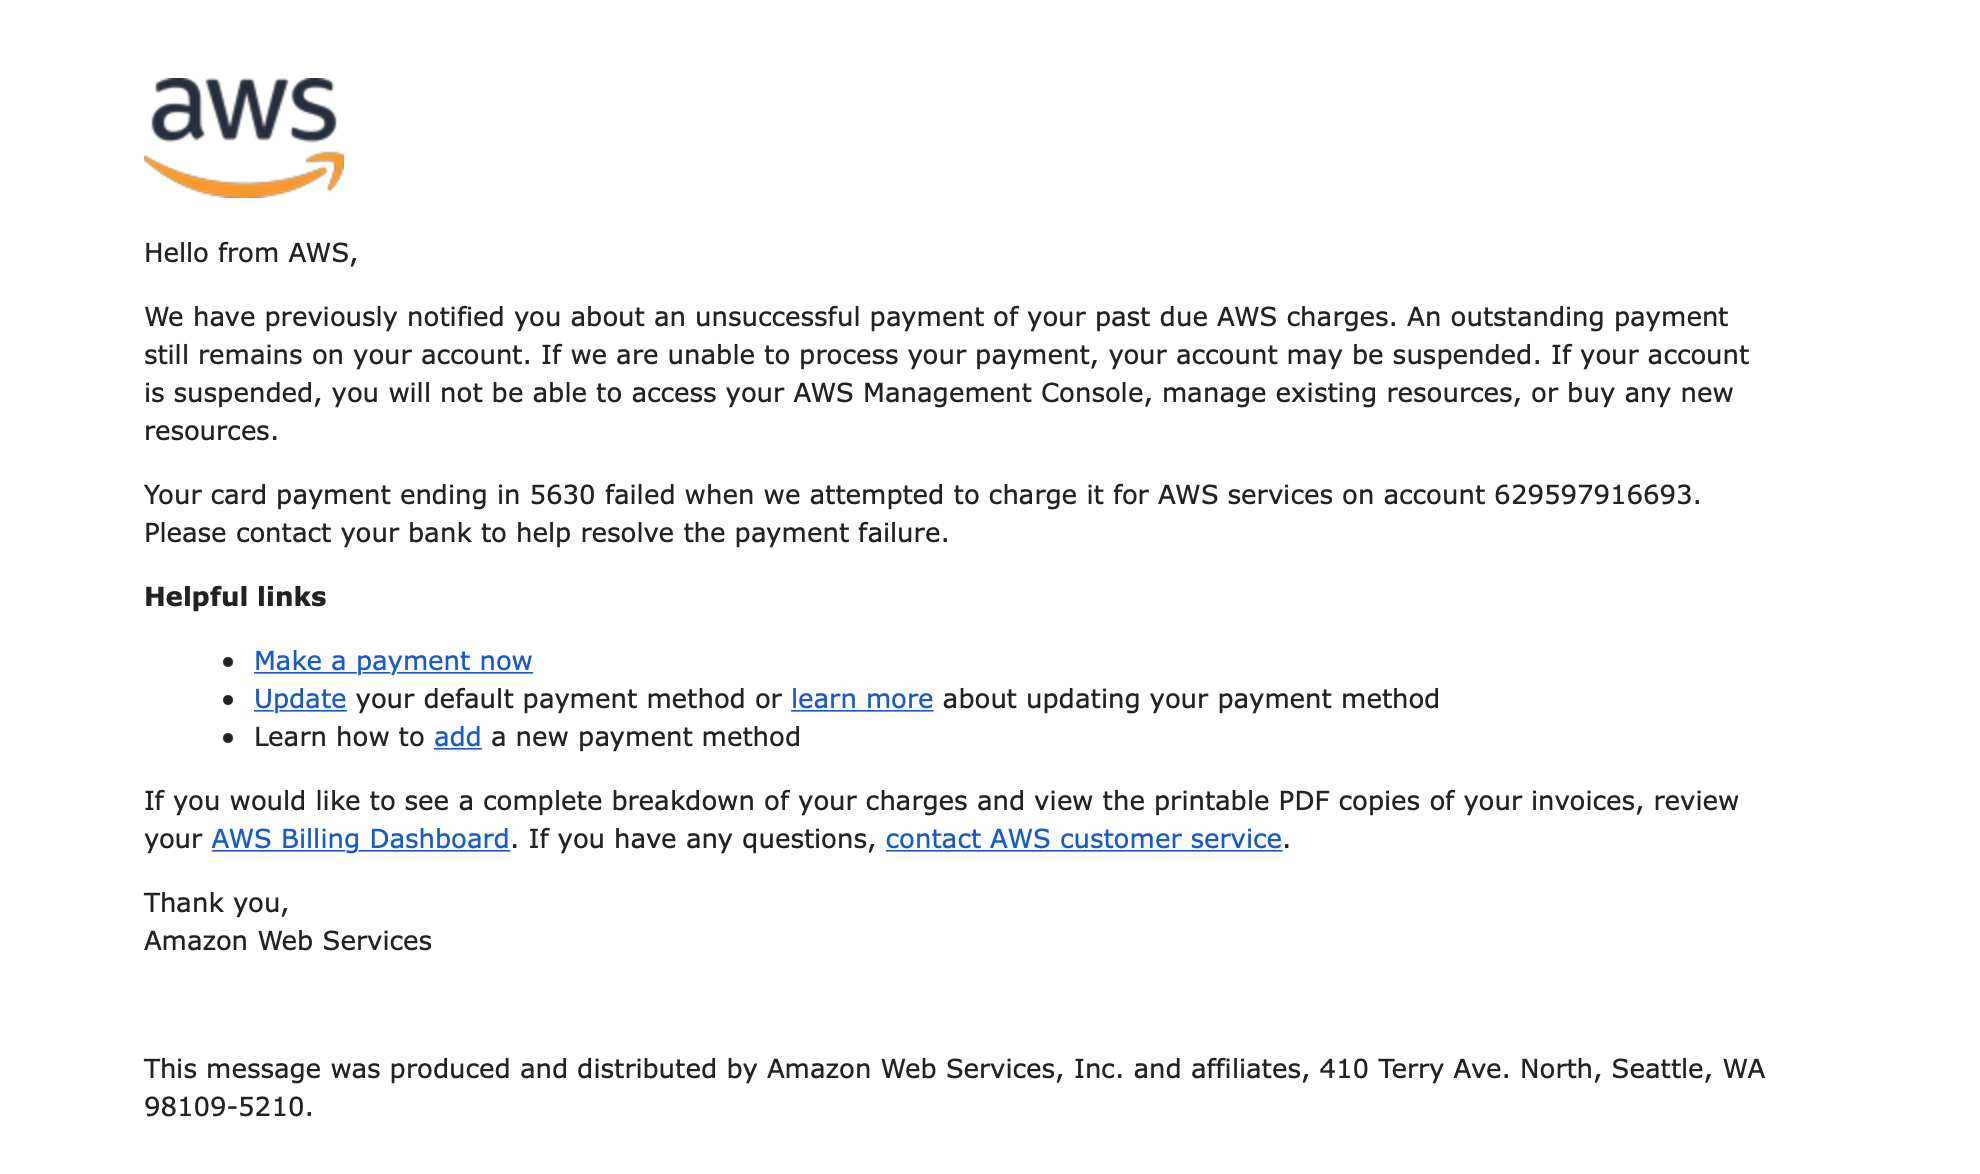 aws
Hello from AWS,
We have previously notified you about an unsuccessful payment of your past due AWS charges. An outstanding payment
still remains on your account. If we are unable to process your payment, your account may be suspended. If your account
is suspended, you will not be able to access your AWS Management Console, manage existing resources, or buy any new
resources.
Your card payment ending in 5630 failed when we attempted to charge it for AWS services on account 629597916693.
Please contact your bank to help resolve the payment failure.
Helpful links
• Make a payment now
• Update your default payment method or learn more about updating your payment method
• Learn how to add a new payment method
If you would like to see a complete breakdown of your charges and view the printable PDF copies of your invoices, review
your AWS Billing Dashboard. If you have any questions, contact AWS customer service.
Thank you,
Amazon Web Services
This message was produced and distributed by Amazon Web Services, Inc. and affiliates, 410 Terry Ave. North, Seattle, WA
98109-5210.